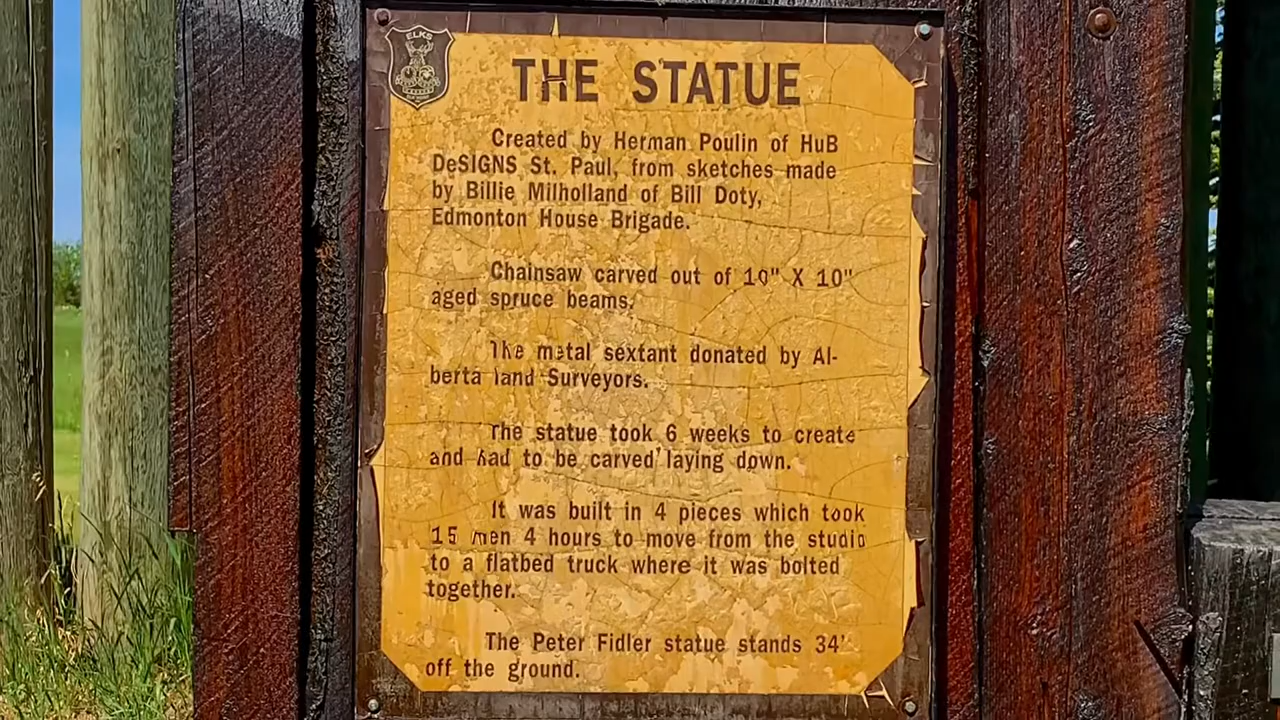 ELKS
THE STATUE
Created by Herman Poulin of HuB
DeSIGNS St. Paul, from sketches made
by Billie Milholland of Bill Doty,
Edmonton House Brigade.
Chainsaw carved out of 10" X 10"
aged spruce beams.
The metal sextant donated by Al-
berta land Surveyors.
The statue took 6 weeks to create
and had to be carved laying down.
It was built in 4 pieces which took
15 men 4 hours to move from the studio
to a flatbed truck where it was bolted
together.
The Peter Fidler statue stands 34'
off the ground.